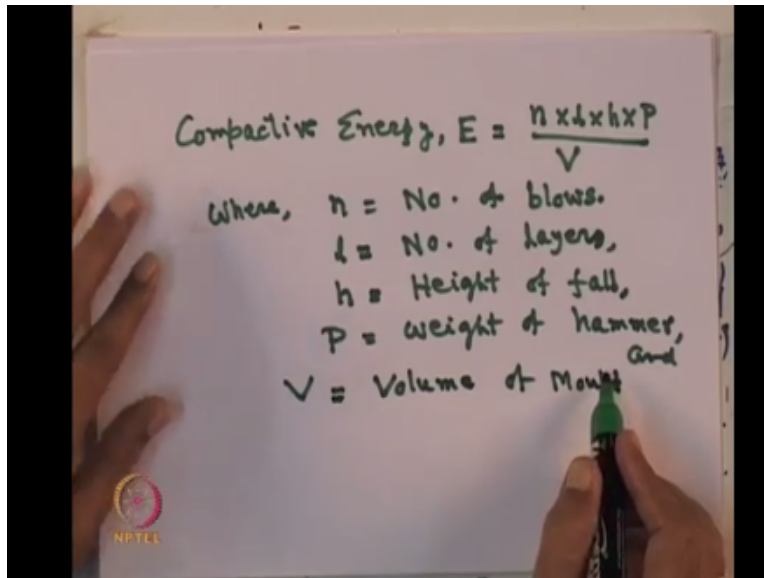 Compactive Energy, E = n x l x h x P
V
Where, n = No. of blows.
l = No. of layers,
h = Height of fall,
P = weight of hammer,
and
V = Volume of Mould
NPTEL